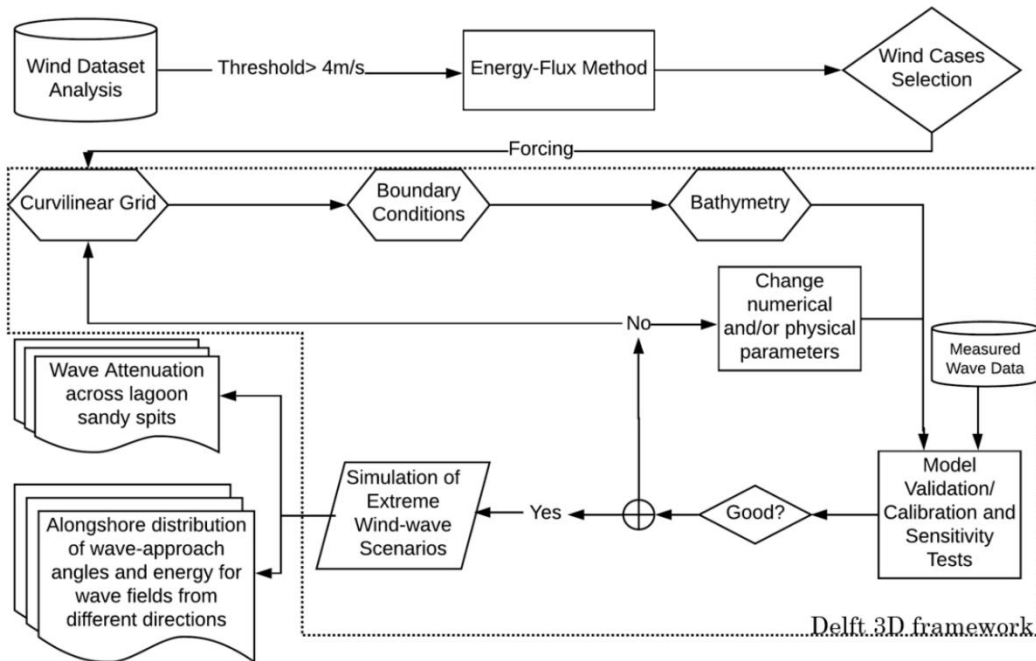 Wind Dataset
Analysis
Threshold> 4m/s
Energy-Flux Method
Wind Cases
Selection
Forcing
Curvilinear Grid
Boundary
Conditions
Bathymetry
Change
numerical
and/or physical
parameters
No
Measured
Wave Data
Wave Attenuation
across lagoon
sandy spits
Model
Validation/
Calibration and
Sensitivity
Tests
Good?
Yes
Simulation of
Extreme
Wind-wave
Scenarios
Alongshore distribution
of wave-approach
angles and energy for
wave fields from
different directions
Delft 3D framework